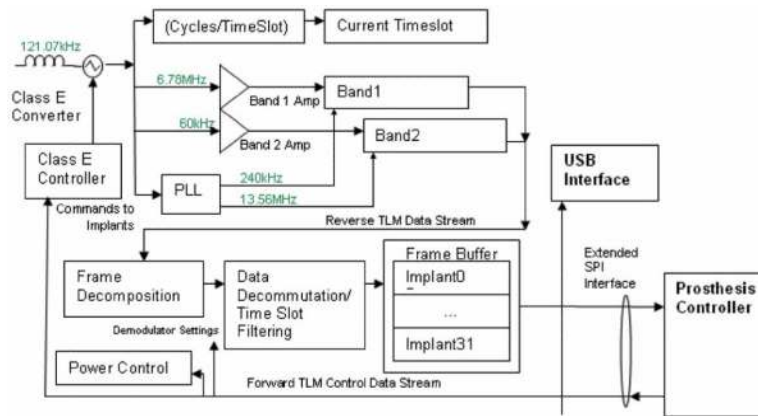 (Cycles/TimeSlot)
Current Timeslot
121.07kHz
6.78MHz
Band 1 Amp
Band1
Class E
Converter
60kHz
Band 2 Amp
Band2
Class E
Controller
PLL
240kHz
13.56MHz
USB
Interface
Commands to
Implants
Reverse TLM Data Stream
Frame
Decomposition
Data
Decommutation/
Time Slot
Filtering
Frame Buffer
Implant0
...
Implant31
Extended
SPI
Interface
Prosthesis
Controller
Demodulator Settings
Power Control
Forward TLM Control Data Stream